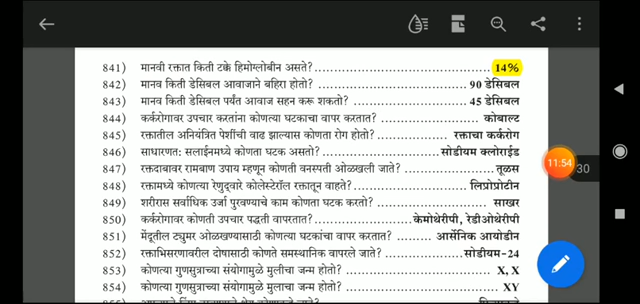 841) मानवी रक्तात किती टक्के हिमोग्लोबीन असते?.......................................................... 14%
842) मानव किती डेसिबल आवाजाने बहिरा होतो?.................................................... 90 डेसिबल
843) मानव किती डेसिबल पर्यंत आवाज सहन करू शकतो?........................................ 45 डेसिबल
844) कर्करोगावर उपचार करतांना कोणत्या घटकाचा वापर करतात?.............................. कोबाल्ट
845) रक्तातील अनियंत्रित पेशींची वाढ झाल्यास कोणता रोग होतो?.................... रक्ताचा कर्करोग
846) साधारणत: सलाईनमध्ये कोणता घटक असतो?................................ सोडीयम क्लोराईड
847) रक्तदाबावर रामबाण उपाय म्हणून कोणती वनस्पती ओळखली जाते?........................... तूळस
848) रक्तामध्ये कोणत्या रेणुद्वारे कोलेस्टेरॉल रक्तातून वाहते?................................ लिप्रोप्रोटीन
849) शरीरास सर्वाधिक उर्जा पुरवण्याचे काम कोणता घटक करतो?................................ साखर
850) कर्करोगावर कोणती उपचार पद्धती वापरतात?........................ केमोथेरीपी, रेडीओथेरीपी
851) मेंदूतील ट्युमर ओळखण्यासाठी कोणत्या घटकांचा वापर करतात? .......... आर्सेनिक आयोडीन
852) रक्ताभिसरणावरील दोषासाठी कोणते समस्थानिक वापरले जाते?....................... सोडीयम-24
853) कोणत्या गुणसुत्राच्या संयोगामुळे मुलीचा जन्म होतो?........................................... X, X
854) कोणत्या गुणसुत्राच्या संयोगामुळे मुलाचा जन्म होतो?............................................. XY
11:54
30